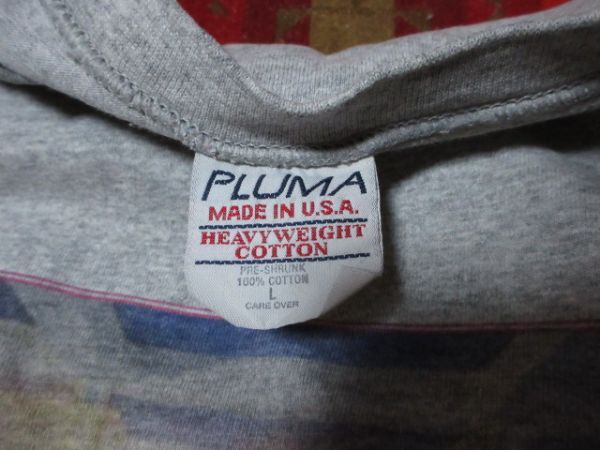 PLUMA
MADE IN U.S.A.
HEAVYWEIGHT
COTTON
PRE-SHRUNK
100% COTTON
L
CARE OVER